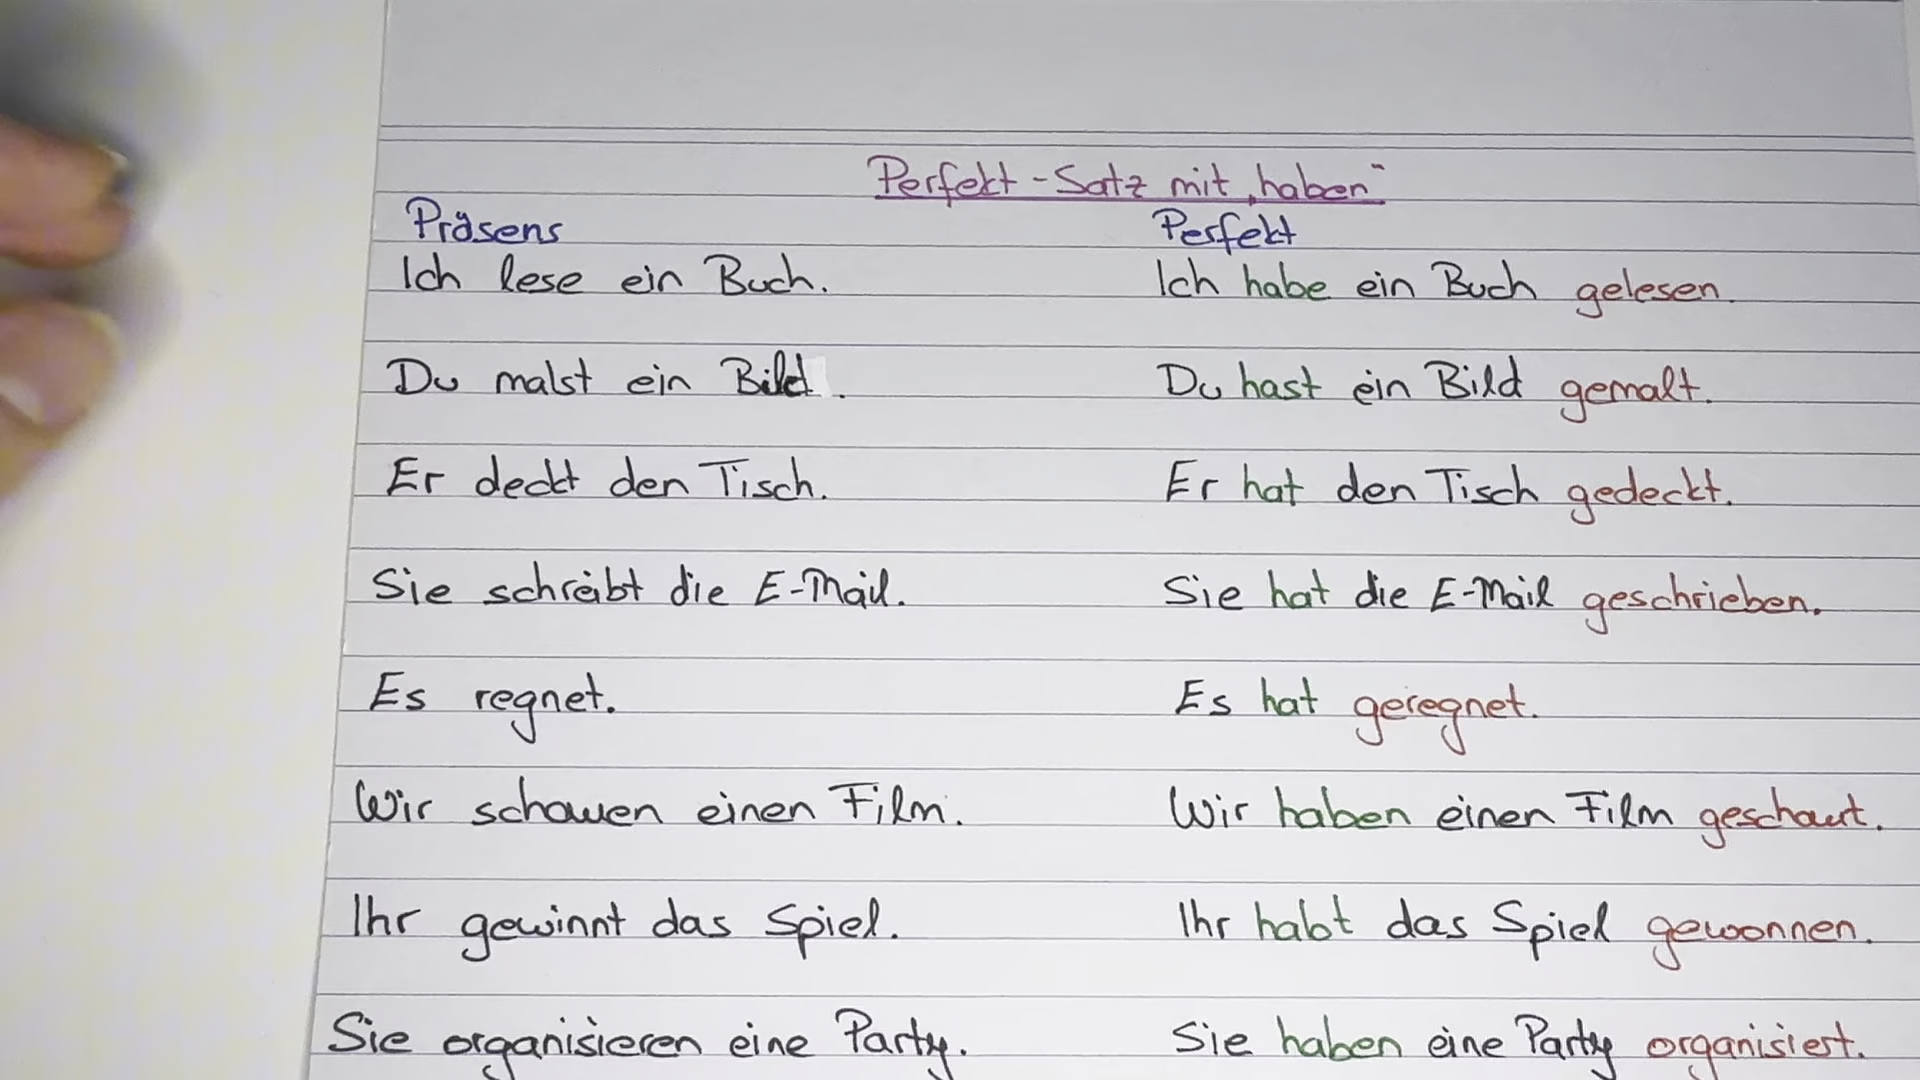 Perfekt-Satz mit „haben"
Präsens Perfekt
Ich lese ein Buch. Ich habe ein Buch gelesen.
Du malst ein Bild. Du hast ein Bild gemalt.
Er deckt den Tisch. Er hat den Tisch gedeckt.
Sie schreibt die E-Mail. Sie hat die E-Mail geschrieben.
Es regnet. Es hat geregnet.
Wir schauen einen Film. Wir haben einen Film geschaut.
Ihr gewinnt das Spiel. Ihr habt das Spiel gewonnen.
Sie organisieren eine Party. Sie haben eine Party organisiert.